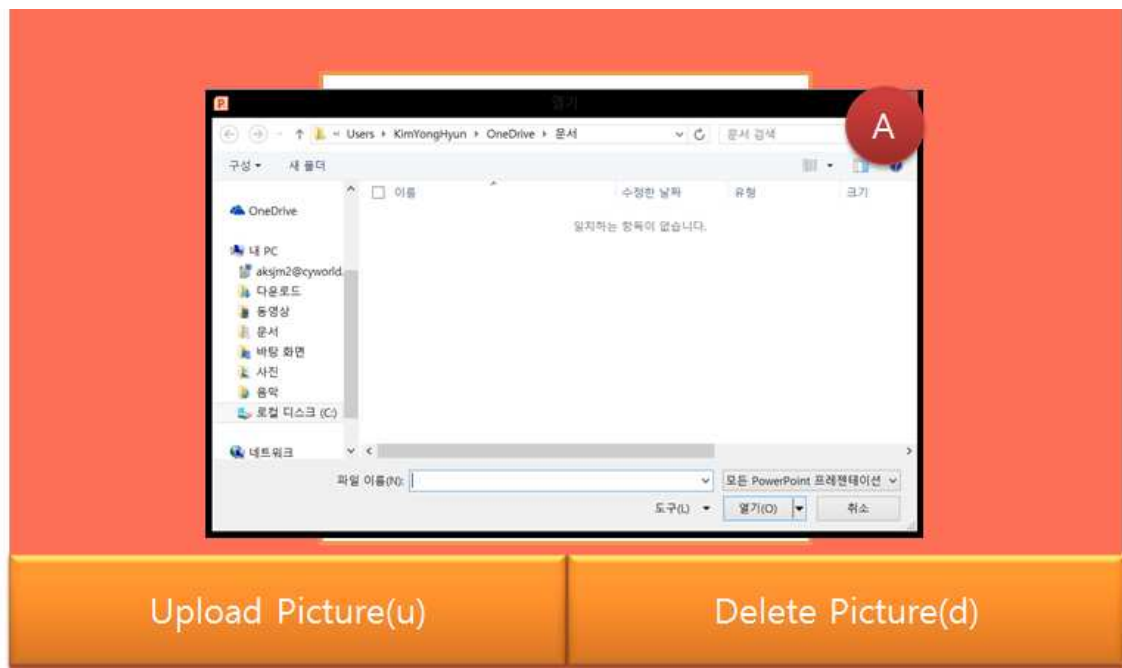 열기
A
Users ▸ KimYongHyun ▸ OneDrive ▸ 문서
문서 검색
구성
새 폴더
이름 수정한 날짜 유형 크기
OneDrive
일치하는 항목이 없습니다.
내 PC
aksjm2@cyworld.
다운로드
동영상
문서
바탕 화면
사진
음악
로컬 디스크 (C:)
네트워크
파일 이름(N):
모든 PowerPoint 프레젠테이션
도구(L) 열기(O) 취소
Upload Picture(u) Delete Picture(d)